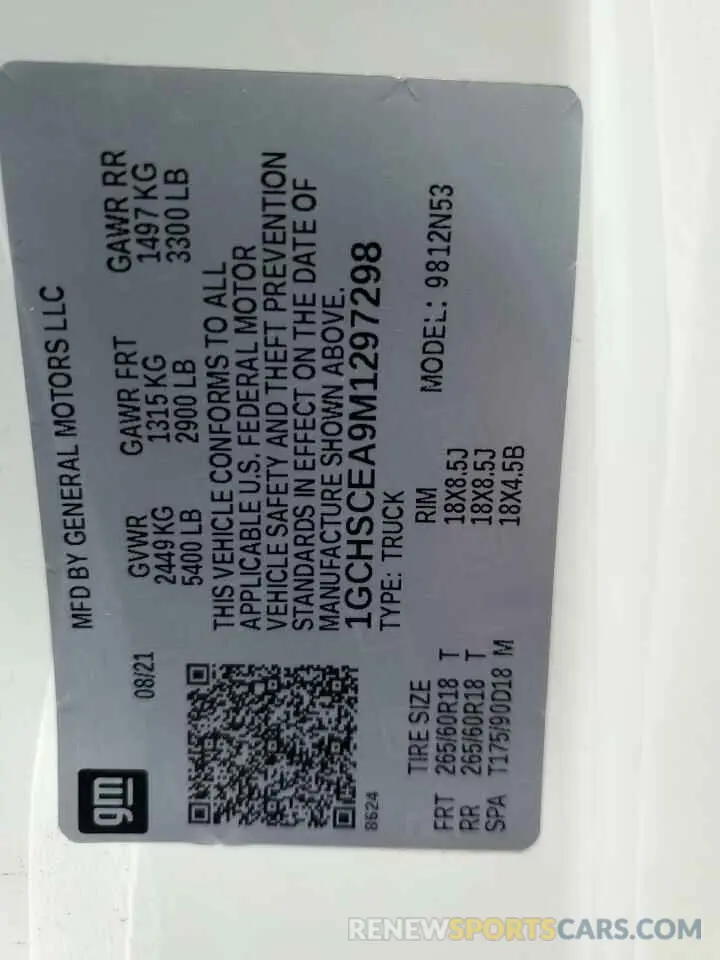 gm
MFD BY GENERAL MOTORS LLC
08/21
GVWR GAWR FRT GAWR RR
2449 KG 1315 KG 1497 KG
5400 LB 2900 LB 3300 LB
THIS VEHICLE CONFORMS TO ALL
APPLICABLE U.S. FEDERAL MOTOR
VEHICLE SAFETY AND THEFT PREVENTION
STANDARDS IN EFFECT ON THE DATE OF
MANUFACTURE SHOWN ABOVE.
1GCHSCEA9M1297298
8624
TYPE: TRUCK MODEL: 9812N53
TIRE SIZE RIM
FRT 265/60R18 T 18X8.5J
RR 265/60R18 T 18X8.5J
SPA T175/90D18 M 18X4.5B
RENEWSPORTSCARS.COM